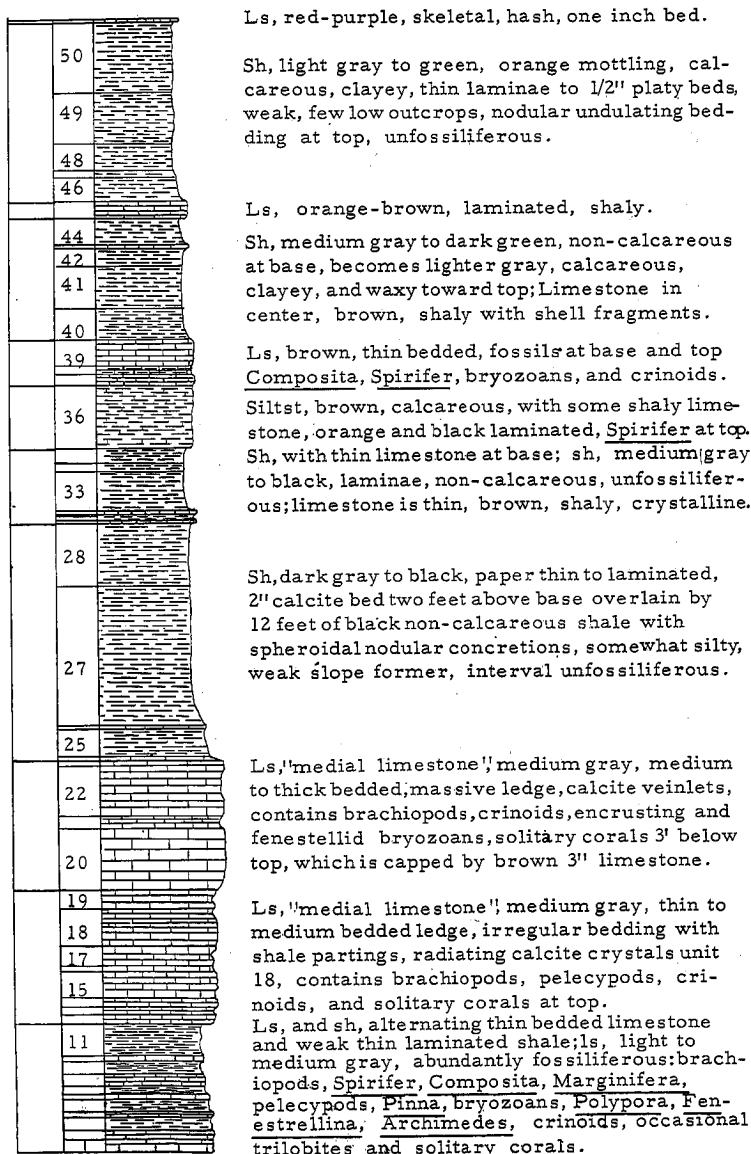 Ls, red-purple, skeletal, hash, one inch bed.
50
Sh, light gray to green, orange mottling, cal-
careous, clayey, thin laminae to 1/2" platy beds,
49
weak, few low outcrops, nodular undulating bed-
ding at top, unfossiliferous.
48
46
Ls, orange-brown, laminated, shaly.
44
Sh, medium gray to dark green, non-calcareous
42
at base, becomes lighter gray, calcareous,
41
clayey, and waxy toward top; Limestone in
center, brown, shaly with shell fragments.
40
Ls, brown, thin bedded, fossils at base and top
39
Composita, Spirifer, bryozoans, and crinoids.
Siltst, brown, calcareous, with some shaly lime-
36
stone, orange and black laminated, Spirifer at top.
Sh, with thin limestone at base; sh, medium gray
to black, laminae, non-calcareous, unfossilifer-
33
ous; limestone is thin, brown, shaly, crystalline.
28
Sh, dark gray to black, paper thin to laminated,
2" calcite bed two feet above base overlain by
12 feet of black non-calcareous shale with
spheroidal nodular concretions, somewhat silty,
27
weak slope former, interval unfossiliferous.
25
Ls, "medial limestone", medium gray, medium
to thick bedded, massive ledge, calcite veinlets,
22
contains brachiopods, crinoids, encrusting and
fenestellid bryozoans, solitary corals 3' below
20
top, which is capped by brown 3" limestone.
19
Ls, "medial limestone", medium gray, thin to
18
medium bedded ledge, irregular bedding with
17
shale partings, radiating calcite crystals unit
15
18, contains brachiopods, pelecypods, cri-
noids, and solitary corals at top.
Ls, and sh, alternating thin bedded limestone
11
and weak thin laminated shale; ls, light to
medium gray, abundantly fossiliferous: brach-
iopods, Spirifer, Composita, Marginifera,
pelecypods, Pinna, bryozoans, Polypora, Fen-
estrellina, Archimedes, crinoids, occasional
trilobites and solitary corals.